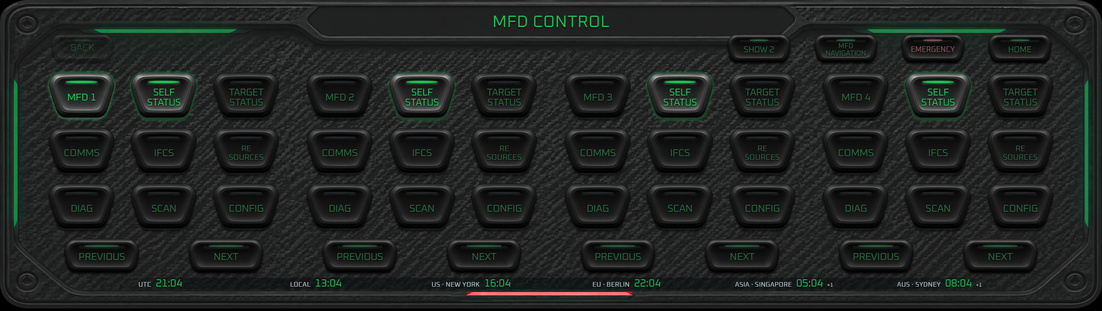 MFD CONTROL
BACK
SHOW 2
MFD
NAVIGATION
EMERGENCY
HOME
MFD 1
SELF
STATUS
TARGET
STATUS
MFD 2
SELF
STATUS
TARGET
STATUS
MFD 3
SELF
STATUS
TARGET
STATUS
MFD 4
SELF
STATUS
TARGET
STATUS
COMMS
IFCS
RE
SOURCES
COMMS
IFCS
RE
SOURCES
COMMS
IFCS
RE
SOURCES
COMMS
IFCS
RE
SOURCES
DIAG
SCAN
CONFIG
DIAG
SCAN
CONFIG
DIAG
SCAN
CONFIG
DIAG
SCAN
CONFIG
PREVIOUS
NEXT
PREVIOUS
NEXT
PREVIOUS
NEXT
PREVIOUS
NEXT
UTC 21:04
LOCAL 13:04
US · NEW YORK 16:04
EU · BERLIN 22:04
ASIA · SINGAPORE 05:04 +1
AUS · SYDNEY 08:04 +1